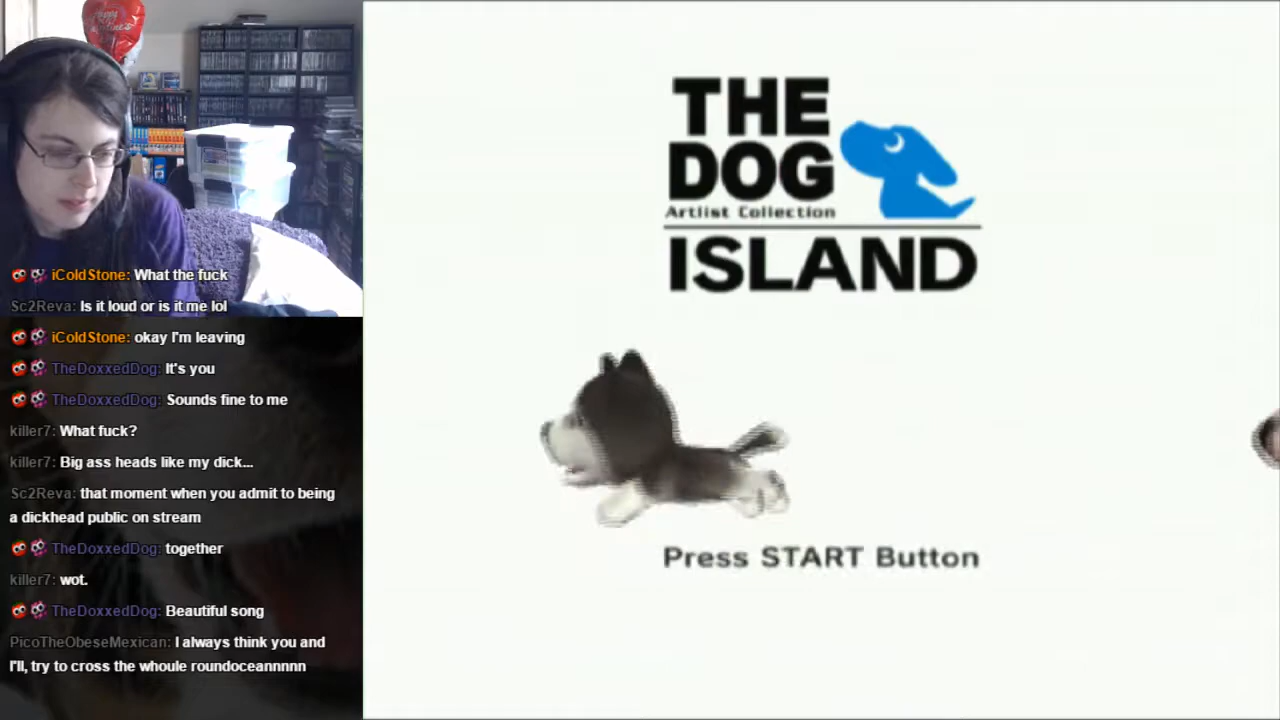 THE
DOG
Artlist Collection
ISLAND
Press START Button
iColdStone: What the fuck
Sc2Reva: Is it loud or is it me lol
iColdStone: okay I'm leaving
TheDoxxedDog: It's you
TheDoxxedDog: Sounds fine to me
killer7: What fuck?
killer7: Big ass heads like my dick...
Sc2Reva: that moment when you admit to being
a dickhead public on stream
TheDoxxedDog: together
killer7: wot.
TheDoxxedDog: Beautiful song
PicoTheObeseMexican: I always think you and
I'll, try to cross the whoule roundoceannnnn